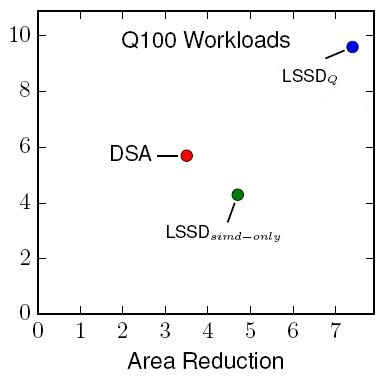 Q100 Workloads
10
8
6
4
2
0
LSSD_Q
DSA
LSSD_simd-only
0 1 2 3 4 5 6 7
Area Reduction